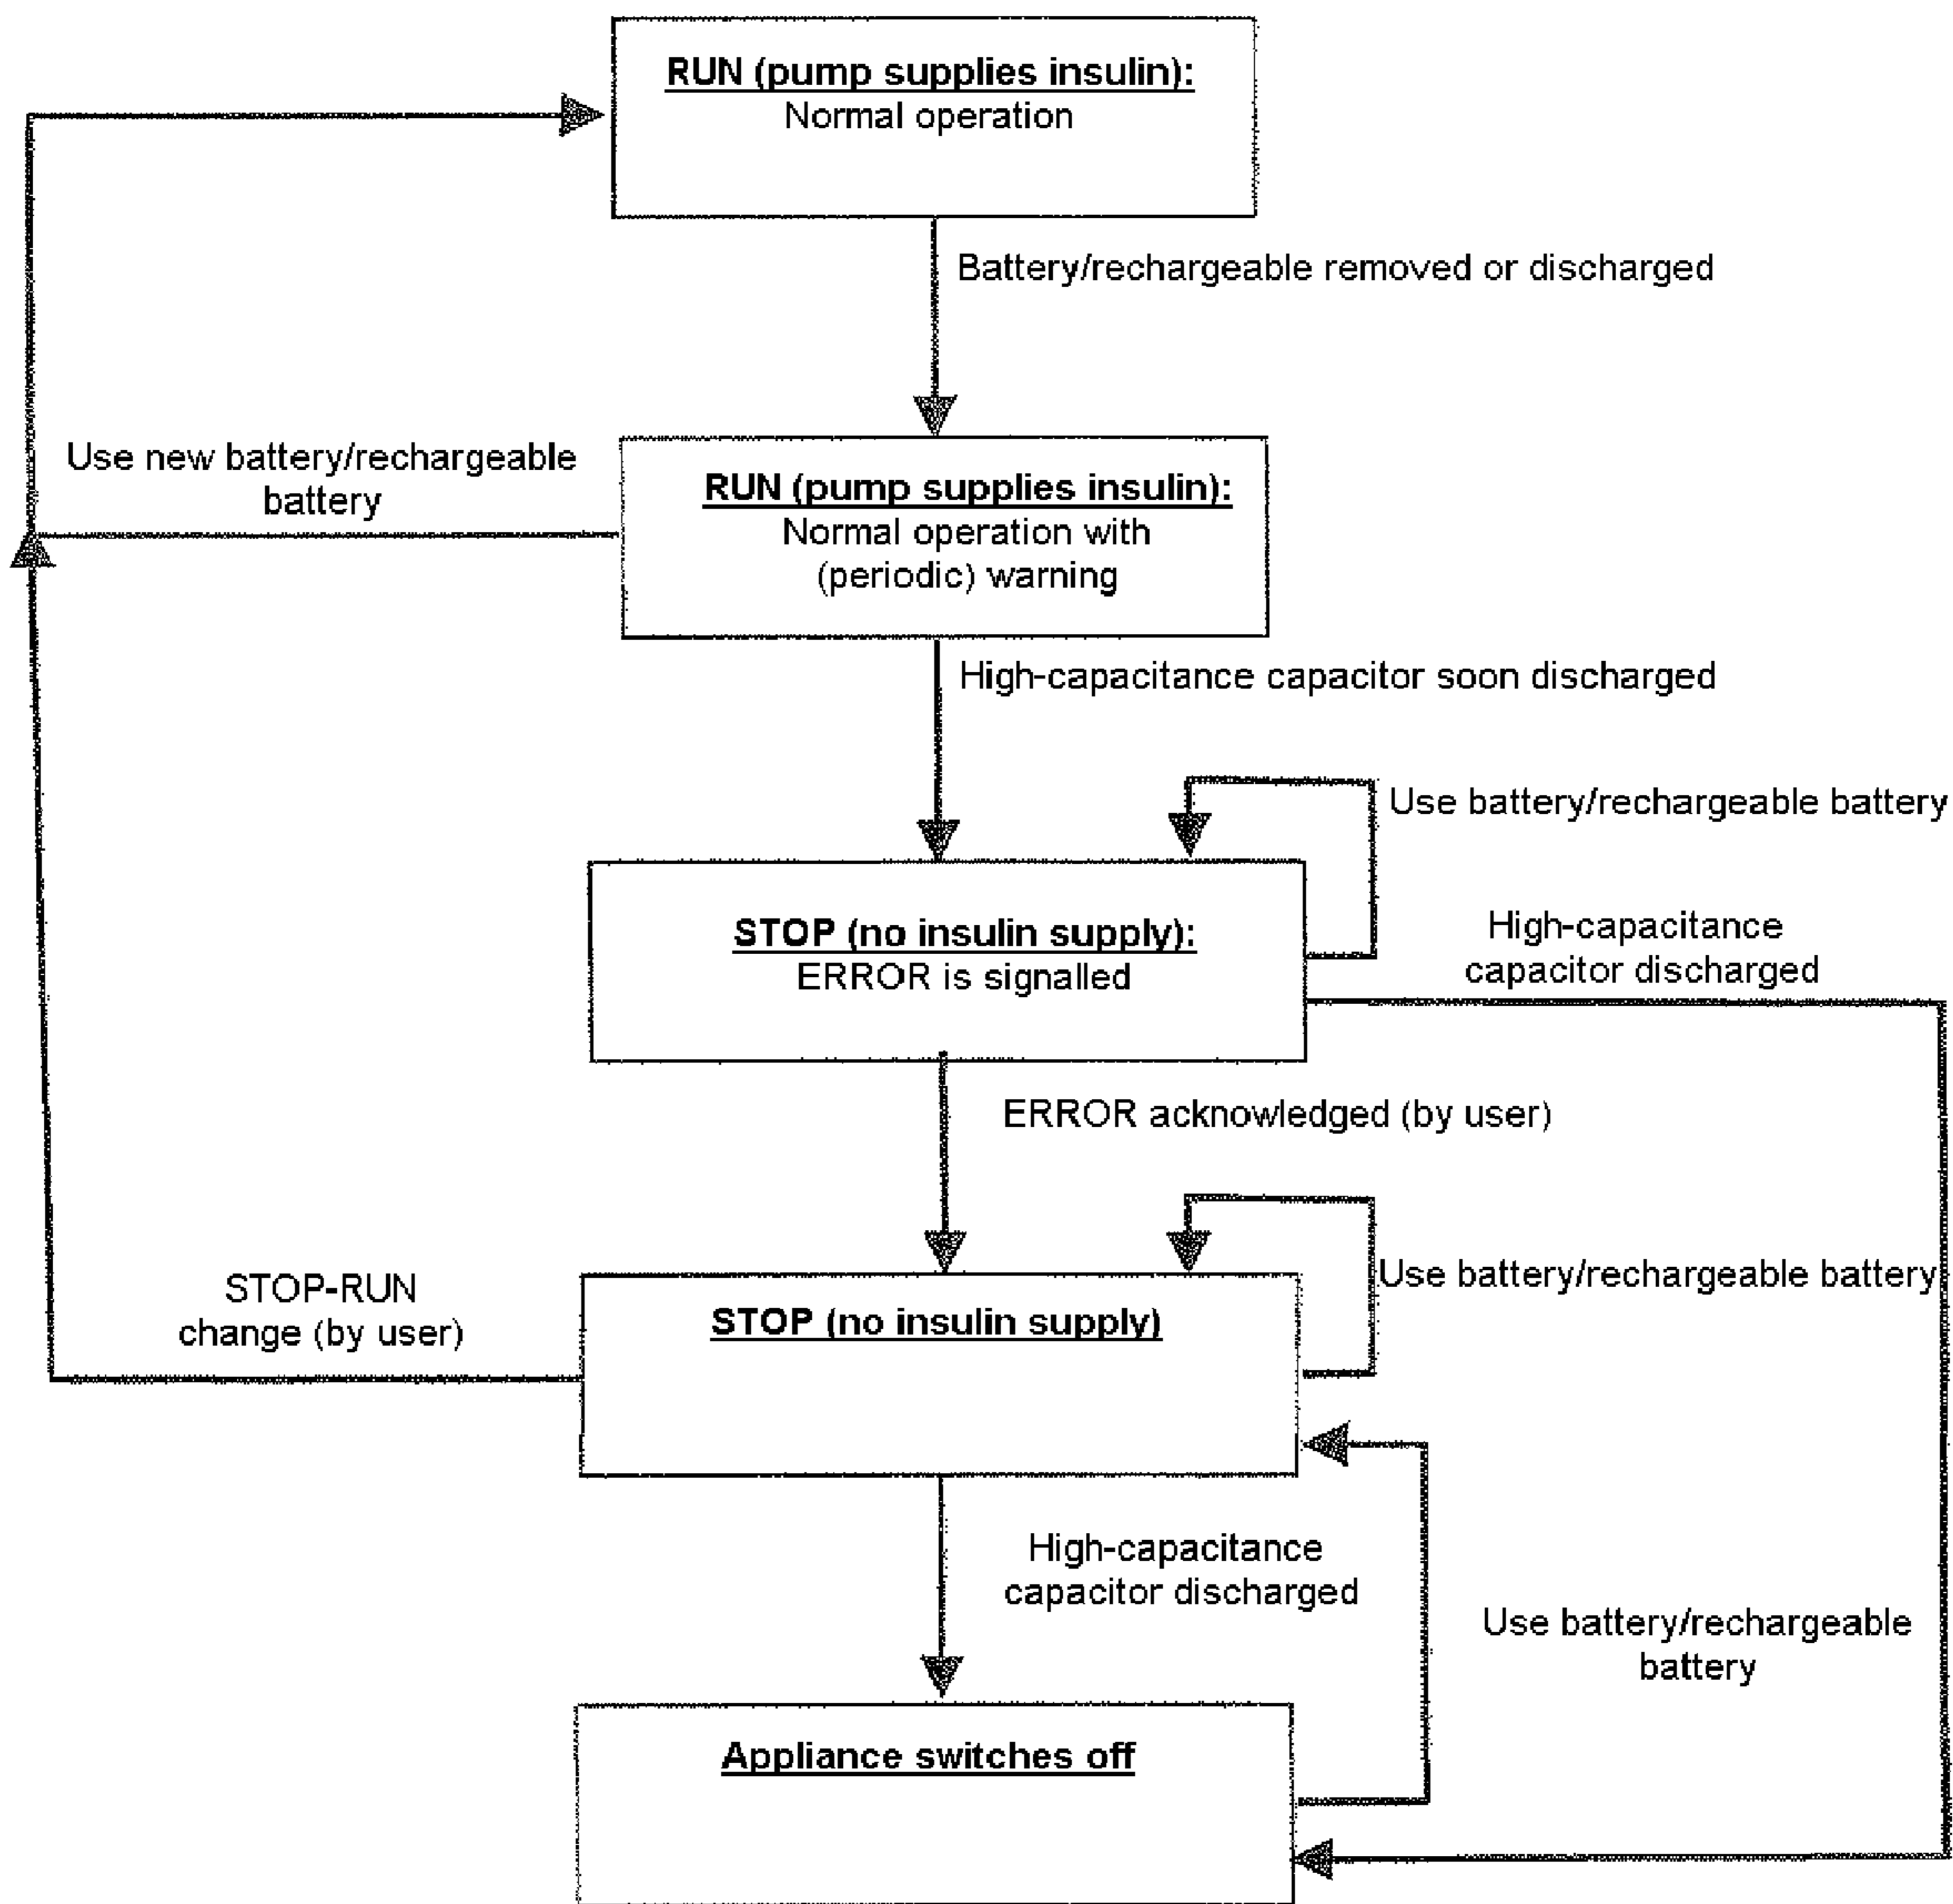 RUN (pump supplies insulin):
Normal operation
Battery/rechargeable removed or discharged
Use new battery/rechargeable
battery
RUN (pump supplies insulin):
Normal operation with
(periodic) warning
High-capacitance capacitor soon discharged
Use battery/rechargeable battery
STOP (no insulin supply):
ERROR is signalled
High-capacitance
capacitor discharged
ERROR acknowledged (by user)
STOP-RUN
change (by user)
STOP (no insulin supply)
Use battery/rechargeable battery
High-capacitance
capacitor discharged
Use battery/rechargeable
battery
Appliance switches off